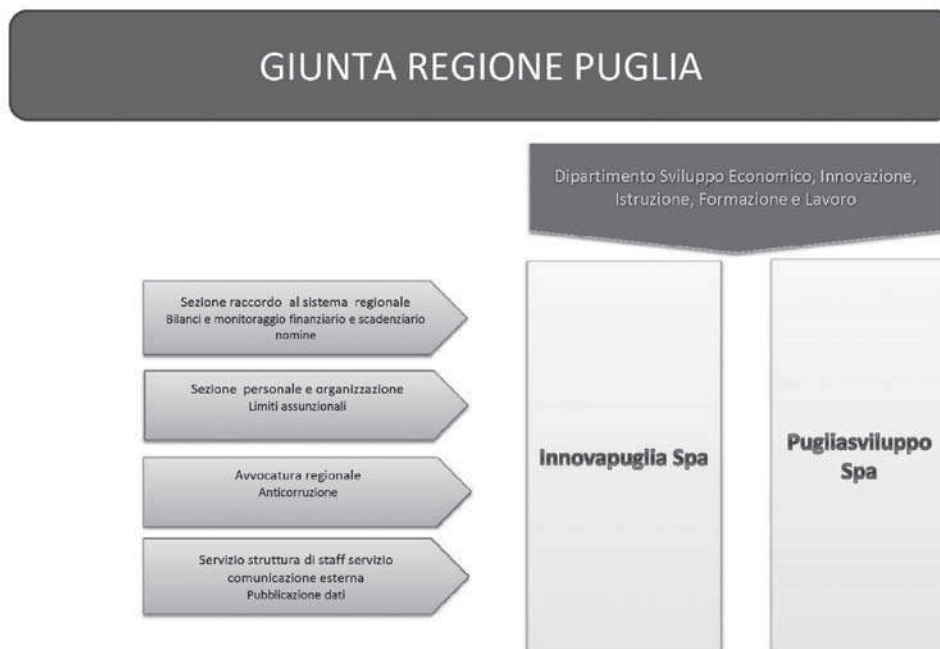 GIUNTA REGIONE PUGLIA
Dipartimento Sviluppo Economico, Innovazione,
Istruzione, Formazione e Lavoro
Sezione raccordo al sistema regionale
Bilanci e monitoraggio finanziario e scadenziario
nomine
Sezione personale e organizzazione
Limiti assunzionali
Avvocatura regionale
Anticorruzione
Servizio struttura di staff servizio
comunicazione esterna
Pubblicazione dati
Innovapuglia Spa
Pugliasviluppo
Spa